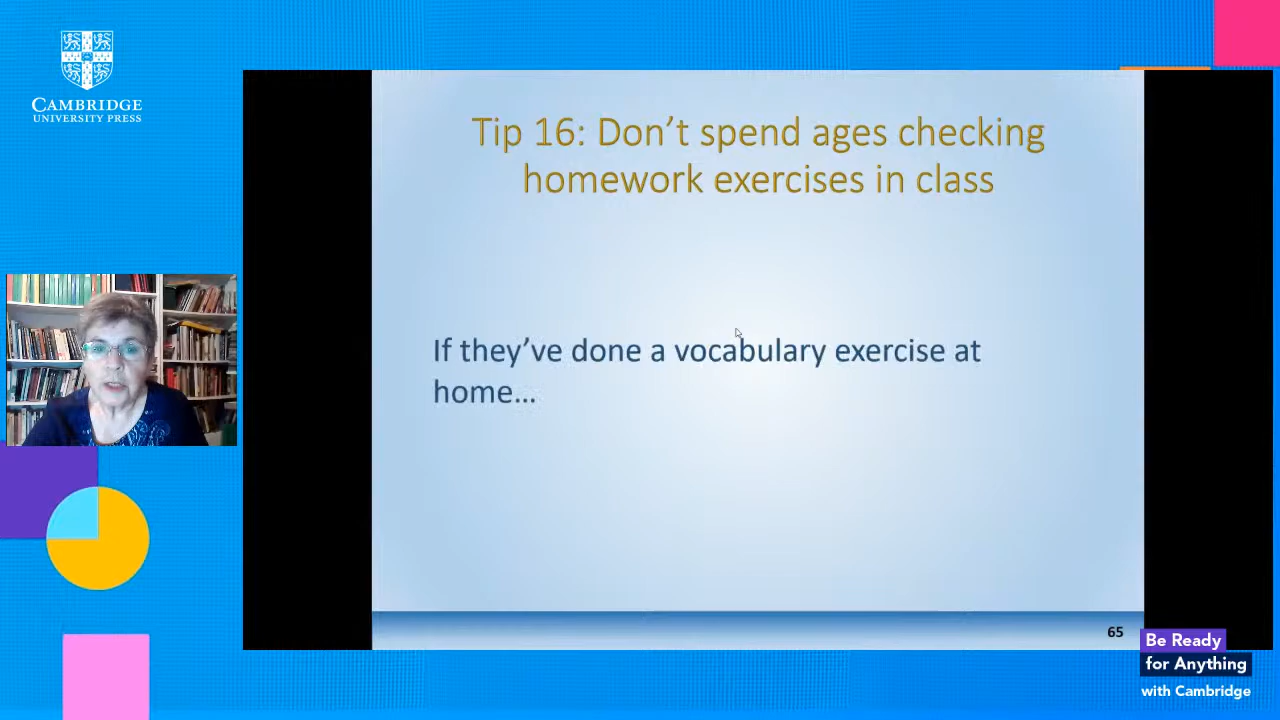 CAMBRIDGE
UNIVERSITY PRESS
Tip 16: Don't spend ages checking
homework exercises in class
If they've done a vocabulary exercise at
home...
65
Be Ready
for Anything
with Cambridge